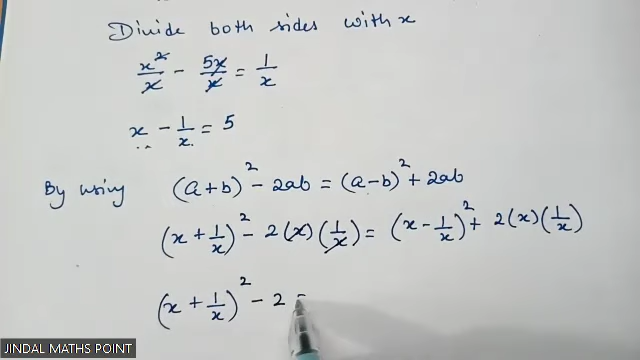 Divide both sides with x
x²/x - 5x/x = 1/x
x - 1/x = 5
By using (a+b)² - 2ab = (a-b)² + 2ab
(x + 1/x)² - 2(x)(1/x) = (x - 1/x)² + 2(x)(1/x)
(x + 1/x)² - 2 =
JINDAL MATHS POINT